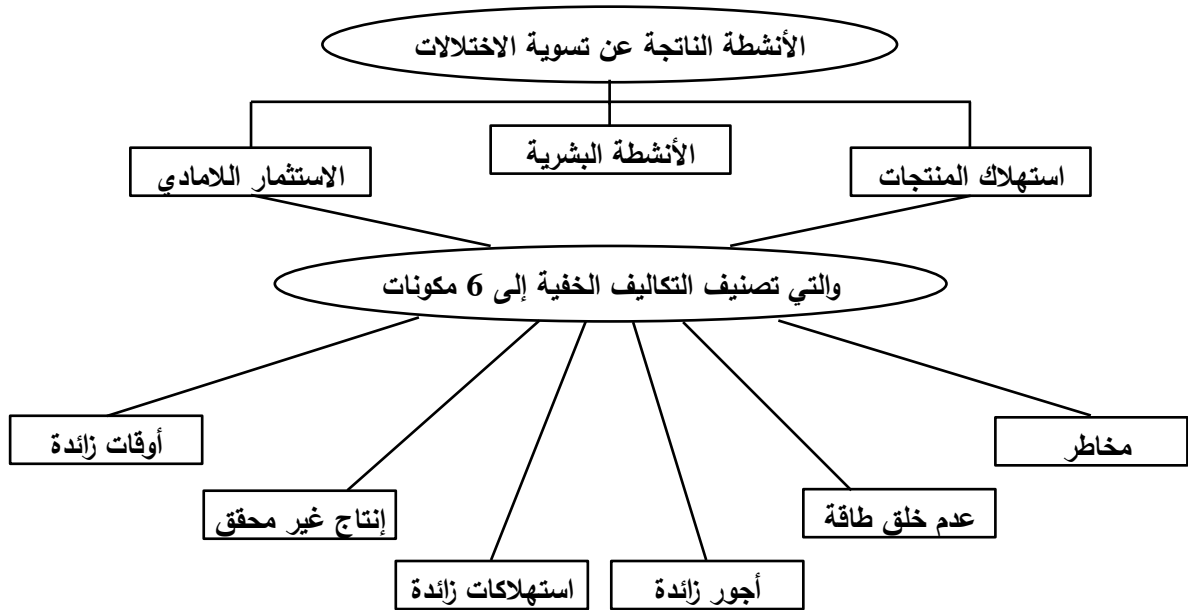 الأنشطة الناتجة عن تسوية الاختلالات
استهلاك المنتجات
الأنشطة البشرية
الاستثمار اللامادي
والتي تصنيف التكاليف الخفية إلى 6 مكونات
مخاطر
عدم خلق طاقة
أجور زائدة
استهلاكات زائدة
إنتاج غير محقق
أوقات زائدة